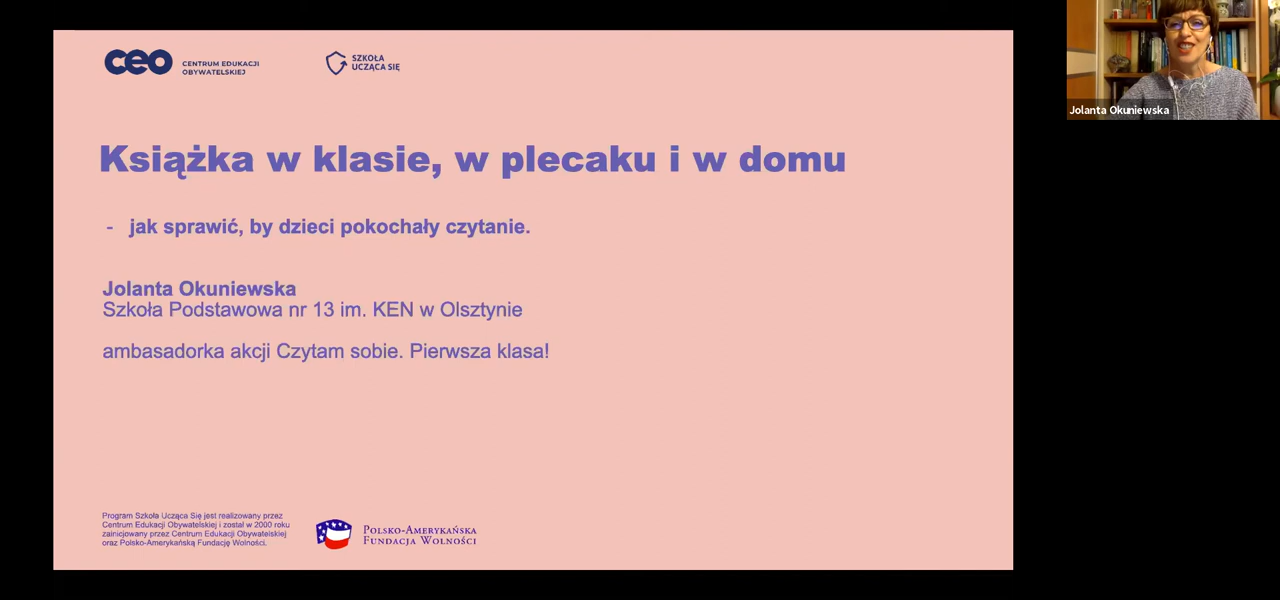 ceo CENTRUM EDUKACJI
OBYWATELSKIEJ
SZKOŁA
UCZĄCA SIĘ
Jolanta Okuniewska
Książka w klasie, w plecaku i w domu
- jak sprawić, by dzieci pokochały czytanie.
Jolanta Okuniewska
Szkoła Podstawowa nr 13 im. KEN w Olsztynie
ambasadorka akcji Czytam sobie. Pierwsza klasa!
Program Szkoła Ucząca Się jest realizowany przez
Centrum Edukacji Obywatelskiej i został w 2000 roku
zainicjowany przez Centrum Edukacji Obywatelskiej
oraz Polsko-Amerykańską Fundację Wolności.
POLSKO-AMERYKAŃSKA
FUNDACJA WOLNOŚCI